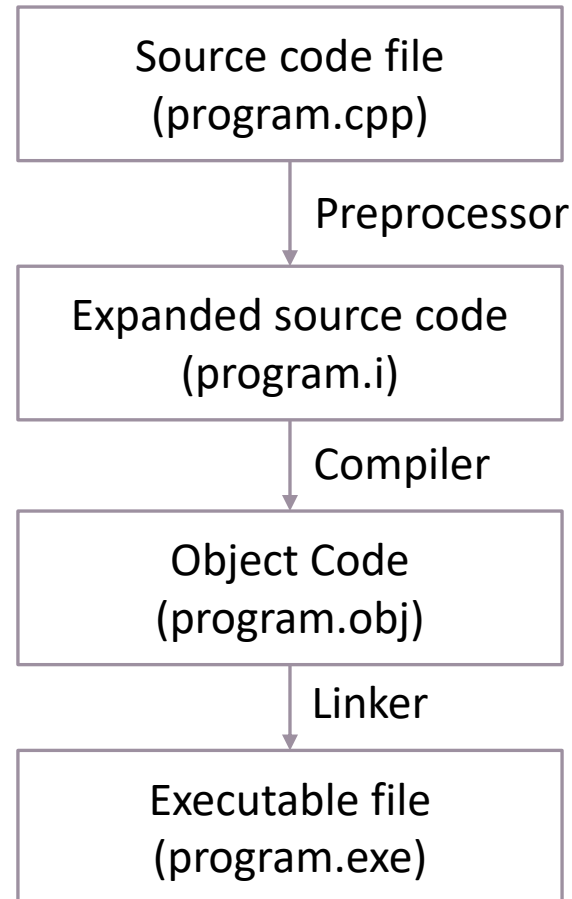 Source code file
(program.cpp)
Preprocessor
Expanded source code
(program.i)
Compiler
Object Code
(program.obj)
Linker
Executable file
(program.exe)